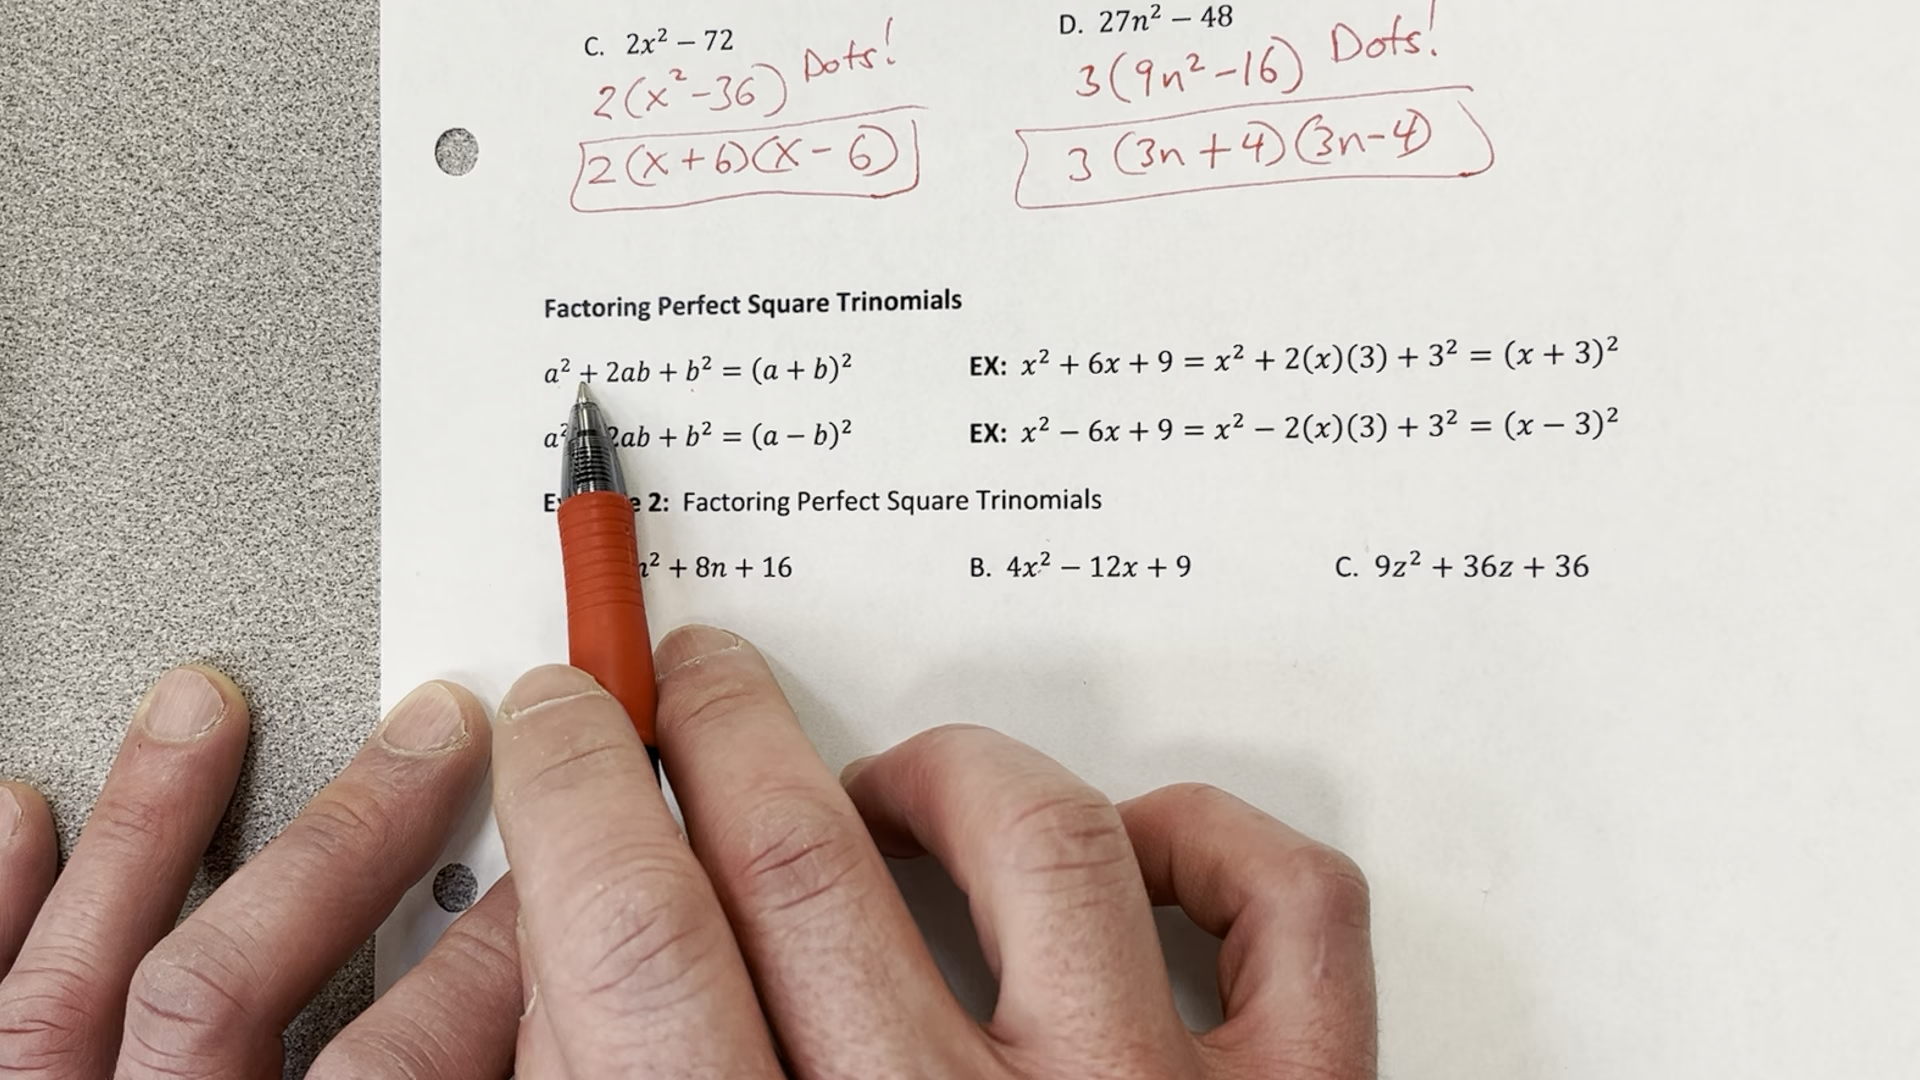 C. 2x² – 72
2(x²-36) Dots!
2(x+6)(x-6)
D. 27n² – 48
3(9n²-16) Dots!
3(3n+4)(3n-4)
Factoring Perfect Square Trinomials
a² + 2ab + b² = (a + b)²
EX: x² + 6x + 9 = x² + 2(x)(3) + 3² = (x + 3)²
2ab + b² = (a − b)²
EX: x² − 6x + 9 = x² − 2(x)(3) + 3² = (x − 3)²
2: Factoring Perfect Square Trinomials
n² + 8n + 16
B. 4x² − 12x + 9
C. 9z² + 36z + 36